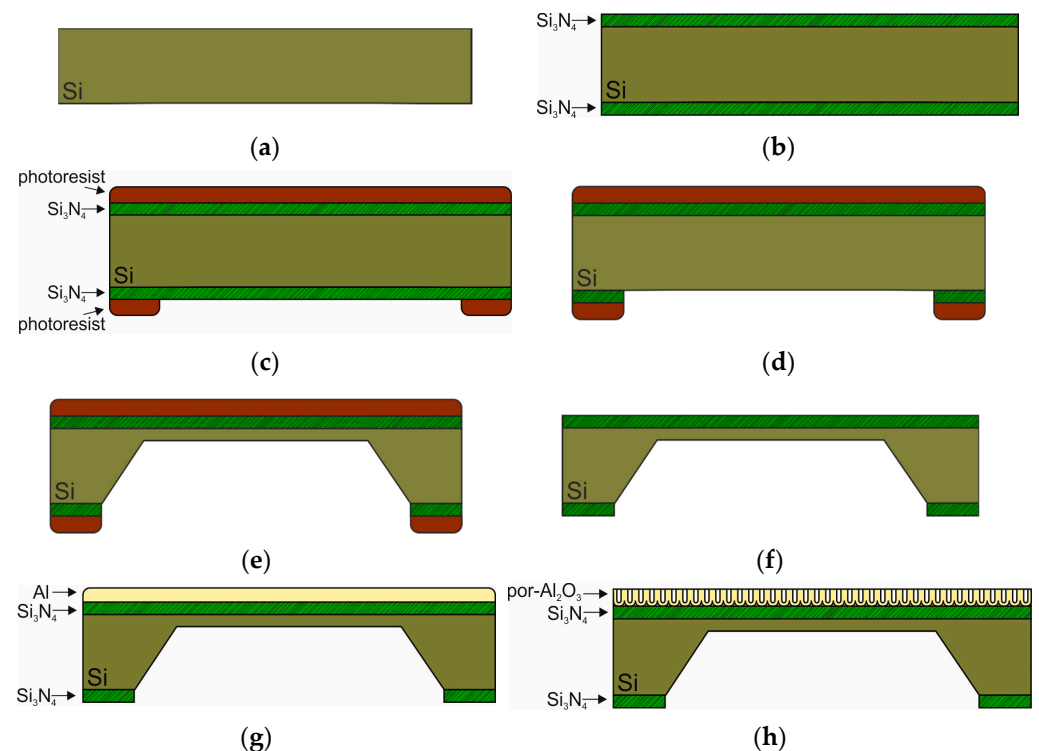 Si
(a)
Si₃N₄
Si
Si₃N₄
(b)
photoresist
Si₃N₄
Si
Si₃N₄
photoresist
(c)
Si
(d)
Si
(e)
Si
(f)
Al
Si₃N₄
Si
Si₃N₄
(g)
por-Al₂O₃
Si₃N₄
Si
Si₃N₄
(h)